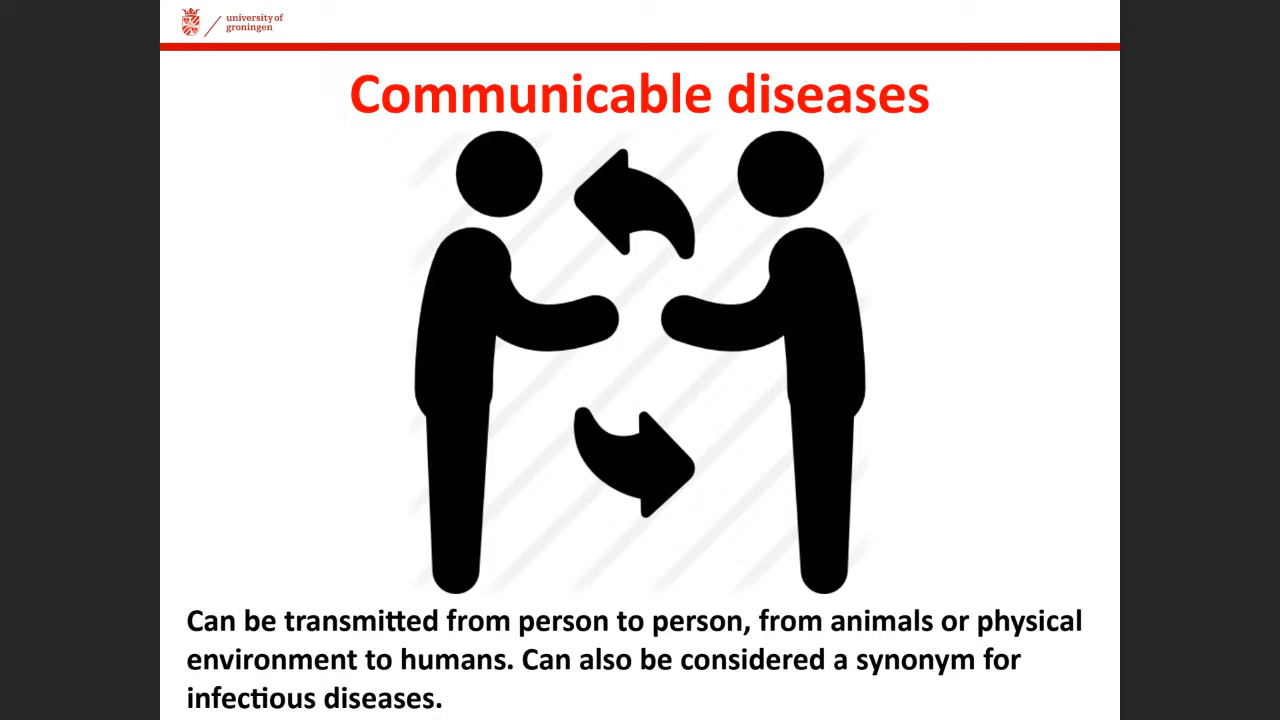 university of
groningen
Communicable diseases
Can be transmitted from person to person, from animals or physical
environment to humans. Can also be considered a synonym for
infectious diseases.